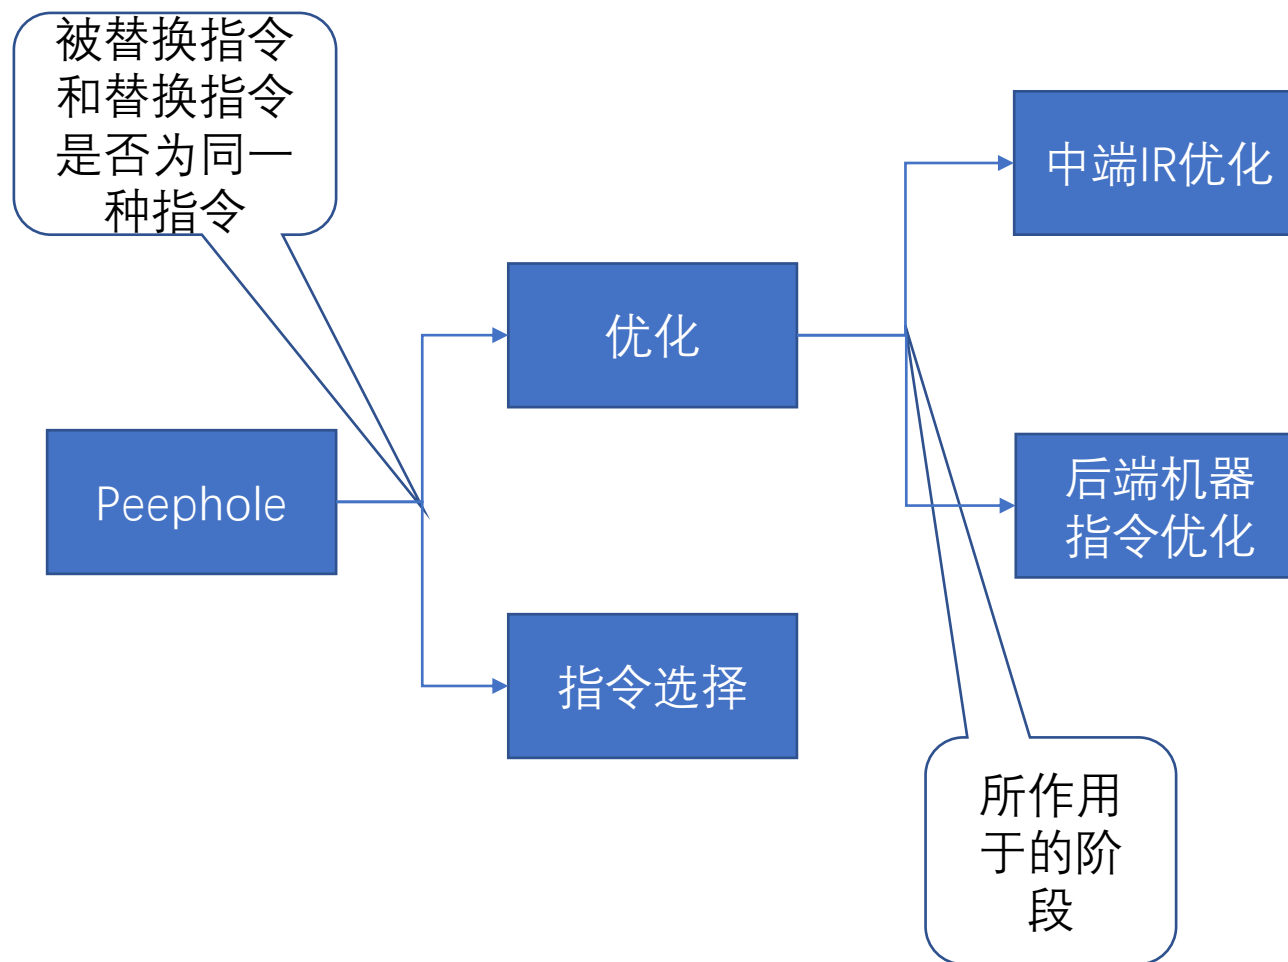 被替换指令
和替换指令
是否为同一
种指令
中端IR优化
优化
Peephole
后端机器
指令优化
指令选择
所作用
于的阶
段